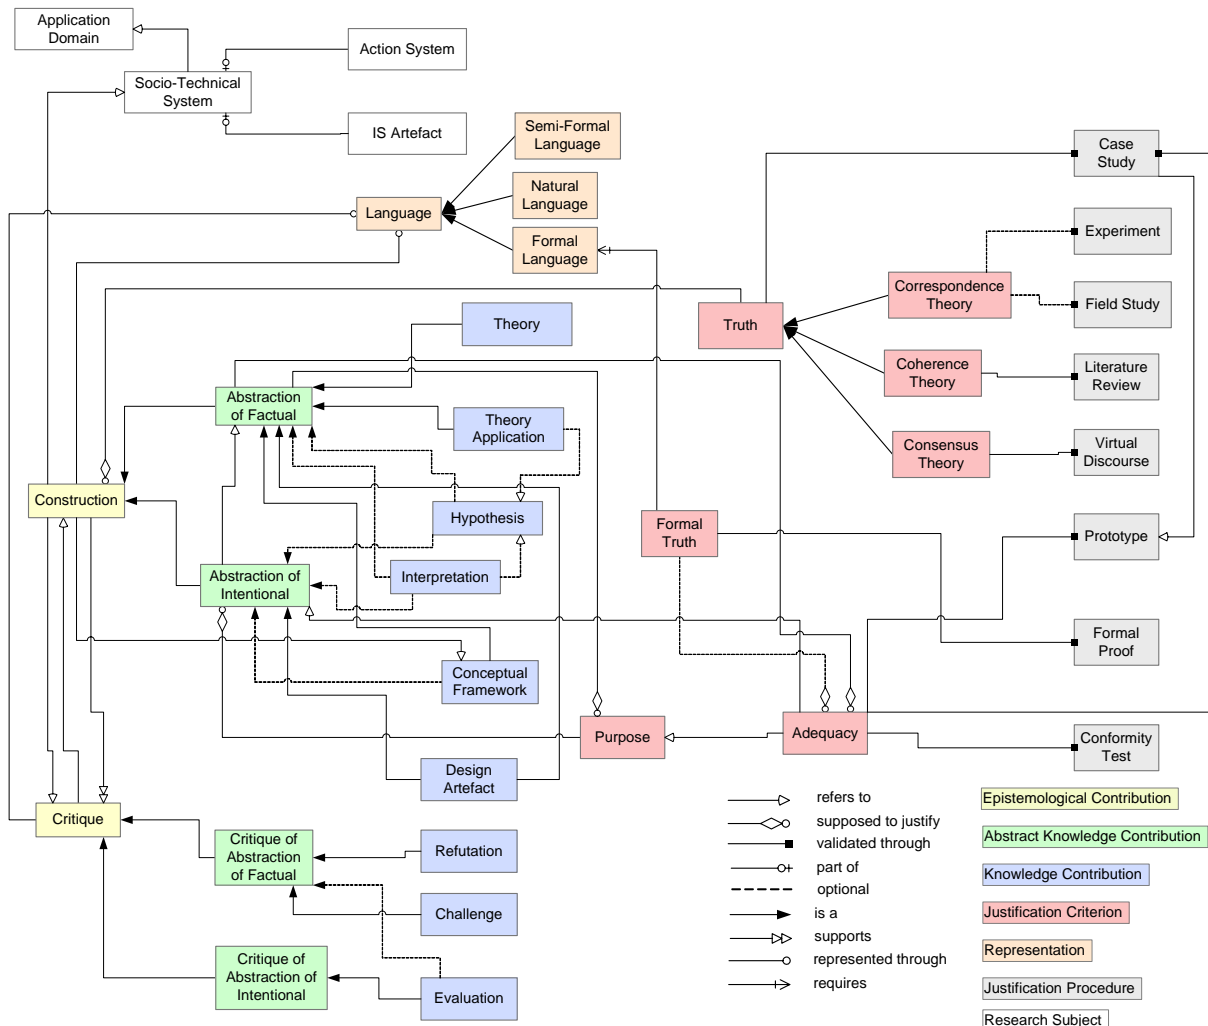 Application
Domain
Action System
Socio-Technical
System
IS Artefact
Semi-Formal
Language
Case
Study
Natural
Language
Language
Formal
Language
Experiment
Correspondence
Theory
Field Study
Theory
Truth
Coherence
Theory
Literature
Review
Abstraction
of Factual
Theory
Application
Consensus
Theory
Virtual
Discourse
Construction
Hypothesis
Formal
Truth
Prototype
Abstraction of
Intentional
Interpretation
Formal
Proof
Conceptual
Framework
Purpose
Adequacy
Conformity
Test
Design
Artefact
Critique
Critique of
Abstraction
of Factual
Refutation
Challenge
Critique of
Abstraction of
Intentional
Evaluation
refers to
supposed to justify
validated through
part of
optional
is a
supports
represented through
requires
Epistemological Contribution
Abstract Knowledge Contribution
Knowledge Contribution
Justification Criterion
Representation
Justification Procedure
Research Subject